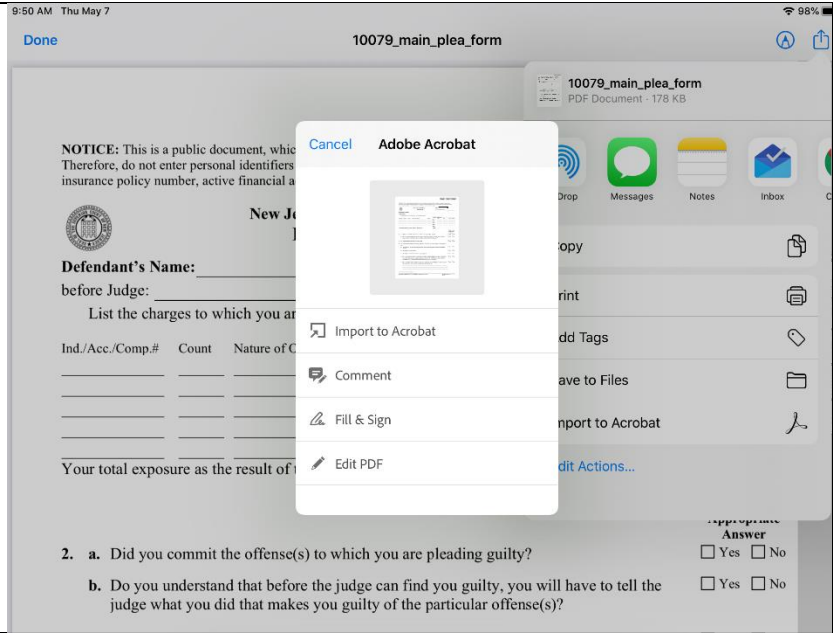 9:50 AM Thu May 7
98%
Done
10079_main_plea_form
10079_main_plea_form
PDF Document · 178 KB
Drop
Messages
Notes
Inbox
C
opy
rint
dd Tags
ave to Files
mport to Acrobat
dit Actions...
Cancel
Adobe Acrobat
Import to Acrobat
Comment
Fill & Sign
Edit PDF
NOTICE: This is a public document, whic
Therefore, do not enter personal identifiers
insurance policy number, active financial a
New Je
Defendant's Name:
before Judge:
List the charges to which you ar
Ind./Acc./Comp.# Count Nature of O
Your total exposure as the result of
Appropriate
Answer
2. a. Did you commit the offense(s) to which you are pleading guilty? Yes No
b. Do you understand that before the judge can find you guilty, you will have to tell the Yes No
judge what you did that makes you guilty of the particular offense(s)?